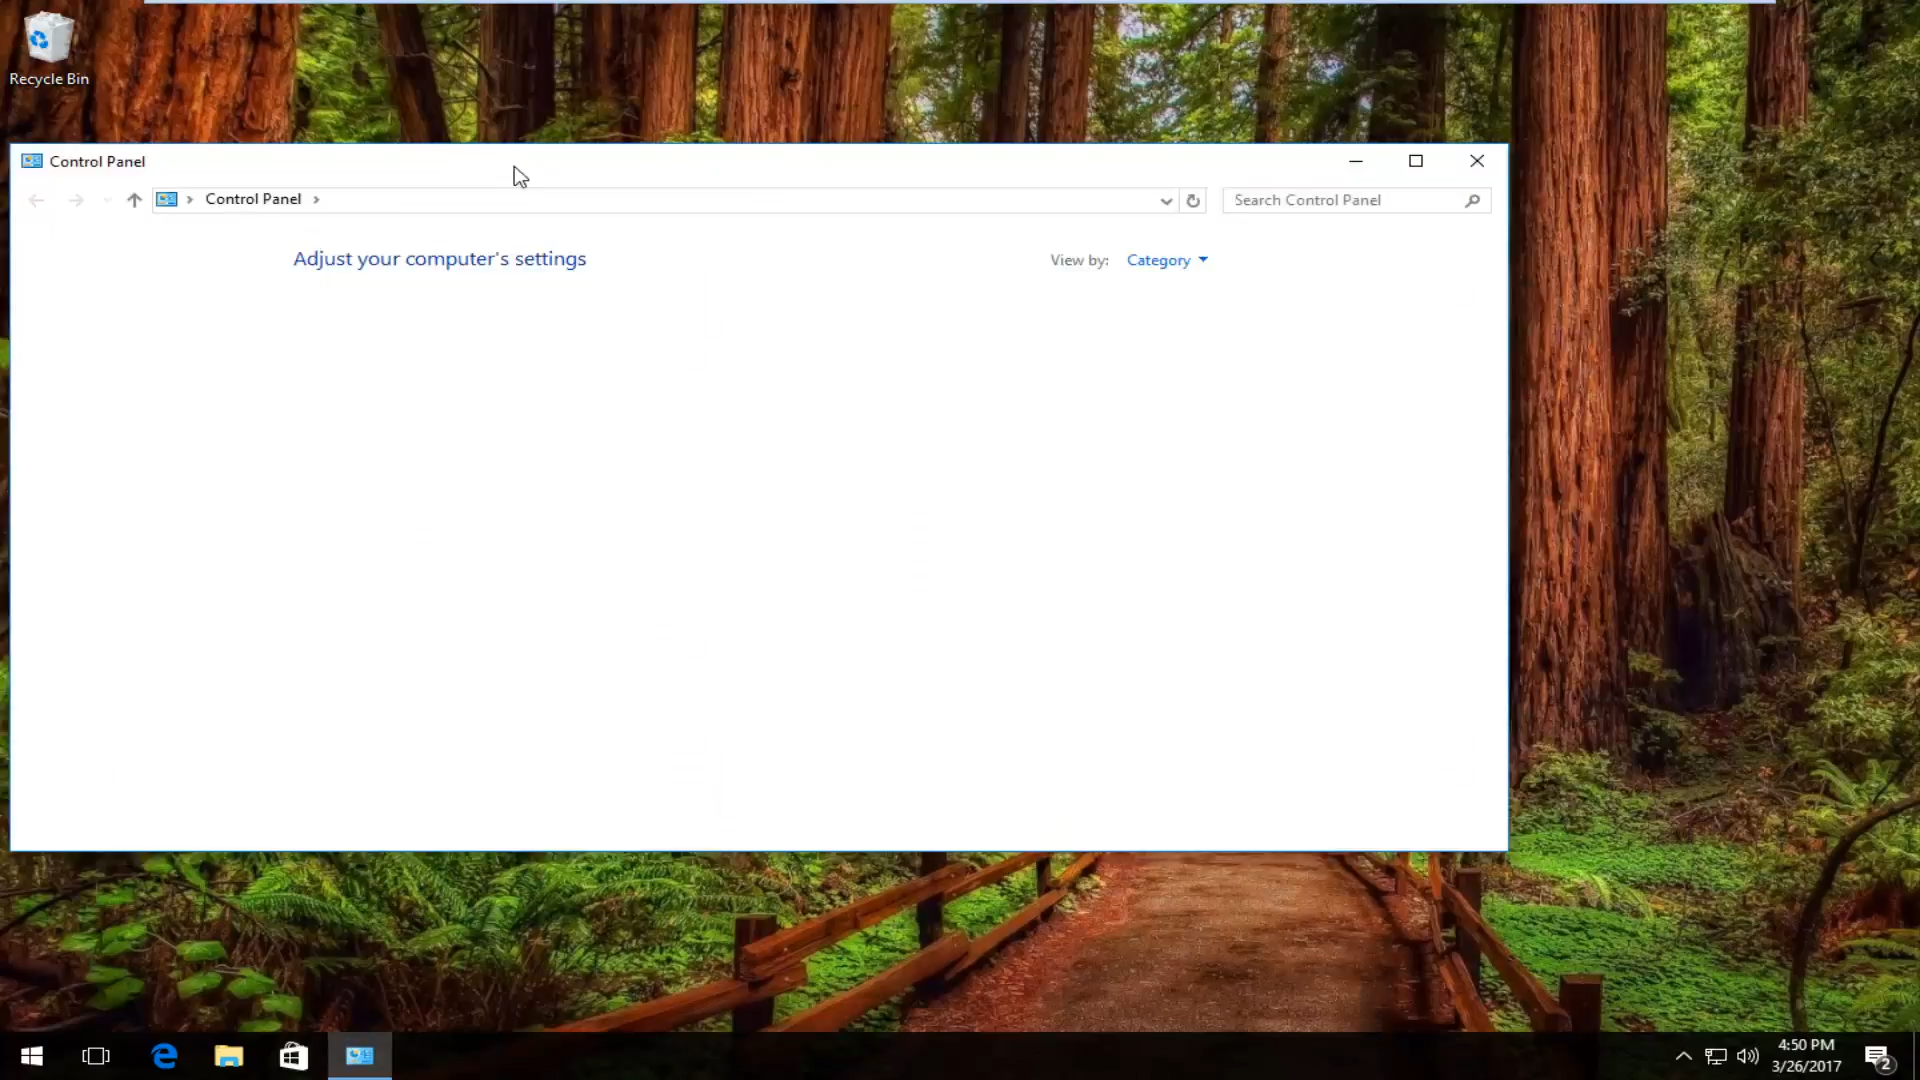 Recycle Bin
Control Panel
Control Panel
Search Control Panel
Adjust your computer's settings
View by: Category
4:50 PM
3/26/2017
2